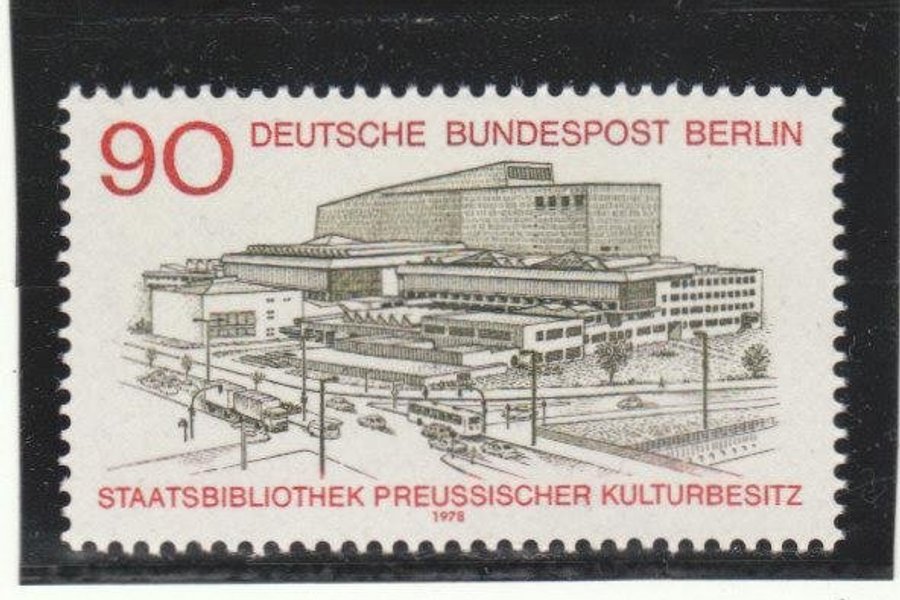 90 DEUTSCHE BUNDESPOST BERLIN
STAATSBIBLIOTHEK PREUSSISCHER KULTURBESITZ
1978